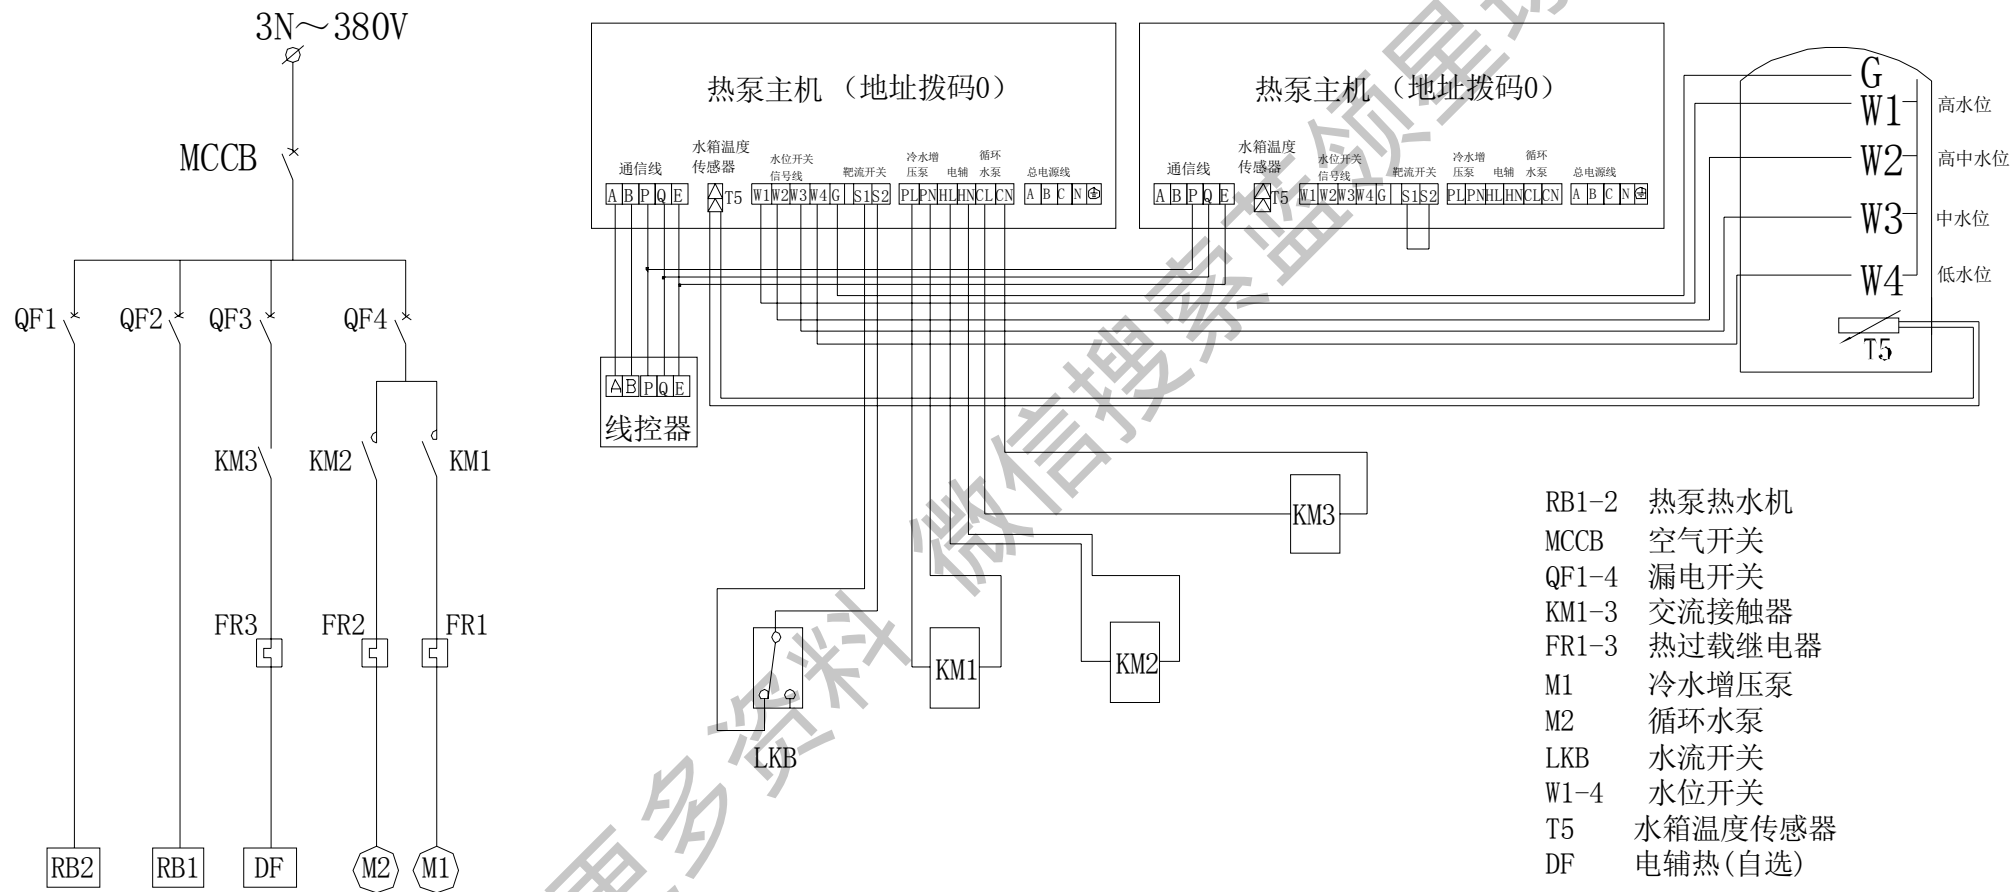 3N～380V
MCCB
QF1
QF2
QF3
QF4
KM3
KM2
KM1
FR3
FR2
FR1
RB2
RB1
DF
M2
M1
热泵主机 （地址拨码0）
通信线
水箱温度
传感器
水位开关
信号线
靶流开关
冷水增
压泵
电辅
循环
水泵
总电源线
A B P Q E
T5
W1 W2 W3 W4 G S1 S2
PL PN HL HN CL CN
A B C N
热泵主机 （地址拨码0）
通信线
水箱温度
传感器
水位开关
信号线
靶流开关
冷水增
压泵
电辅
循环
水泵
总电源线
A B P Q E
T5
W1 W2 W3 W4 G S1 S2
PL PN HL HN CL CN
A B C N
G
W1 高水位
W2 高中水位
W3 中水位
W4 低水位
T5
A B P Q E
线控器
KM3
KM1
KM2
LKB
RB1-2 热泵热水机
MCCB 空气开关
QF1-4 漏电开关
KM1-3 交流接触器
FR1-3 热过载继电器
M1 冷水增压泵
M2 循环水泵
LKB 水流开关
W1-4 水位开关
T5 水箱温度传感器
DF 电辅热(自选)
更多资料 微信搜索蓝领星球